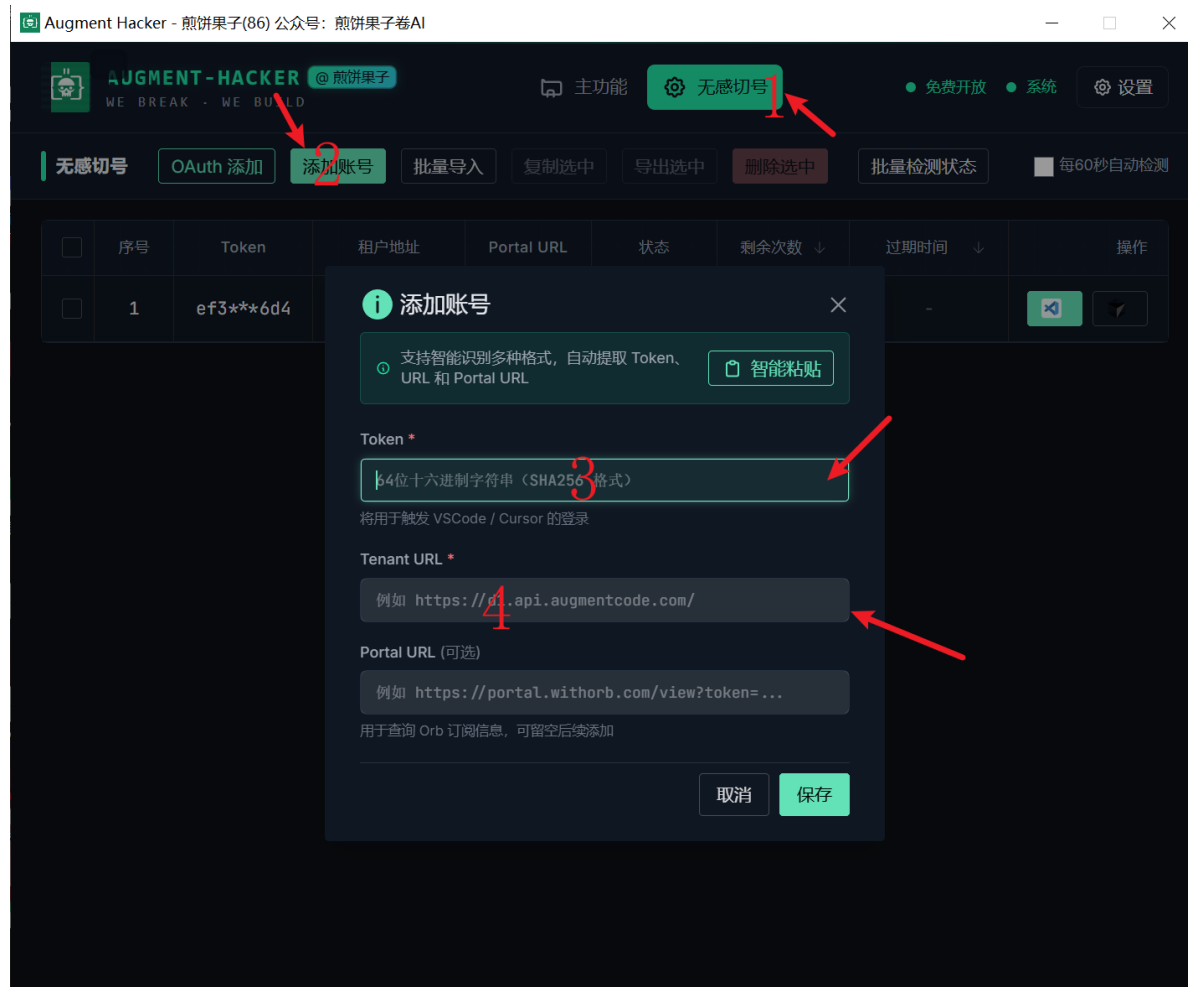 Augment Hacker - 煎饼果子(86) 公众号：煎饼果子卷AI
AUGMENT-HACKER @ 煎饼果子
WE BREAK - WE BUILD
主功能
无感切号
1
免费开放
系统
设置
无感切号
OAuth 添加
添加账号
2
批量导入
复制选中
导出选中
删除选中
批量检测状态
每60秒自动检测
序号 Token 租户地址 Portal URL 状态 剩余次数 ↓ 过期时间 ↓ 操作
1 ef3***6d4 -
添加账号
支持智能识别多种格式，自动提取 Token、
URL 和 Portal URL
智能粘贴
Token *
64位十六进制字符串（SHA256 格式）
3
将用于触发 VSCode / Cursor 的登录
Tenant URL *
例如 https://d1.api.augmentcode.com/
4
Portal URL (可选)
例如 https://portal.withorb.com/view?token=...
用于查询 Orb 订阅信息，可留空后续添加
取消
保存